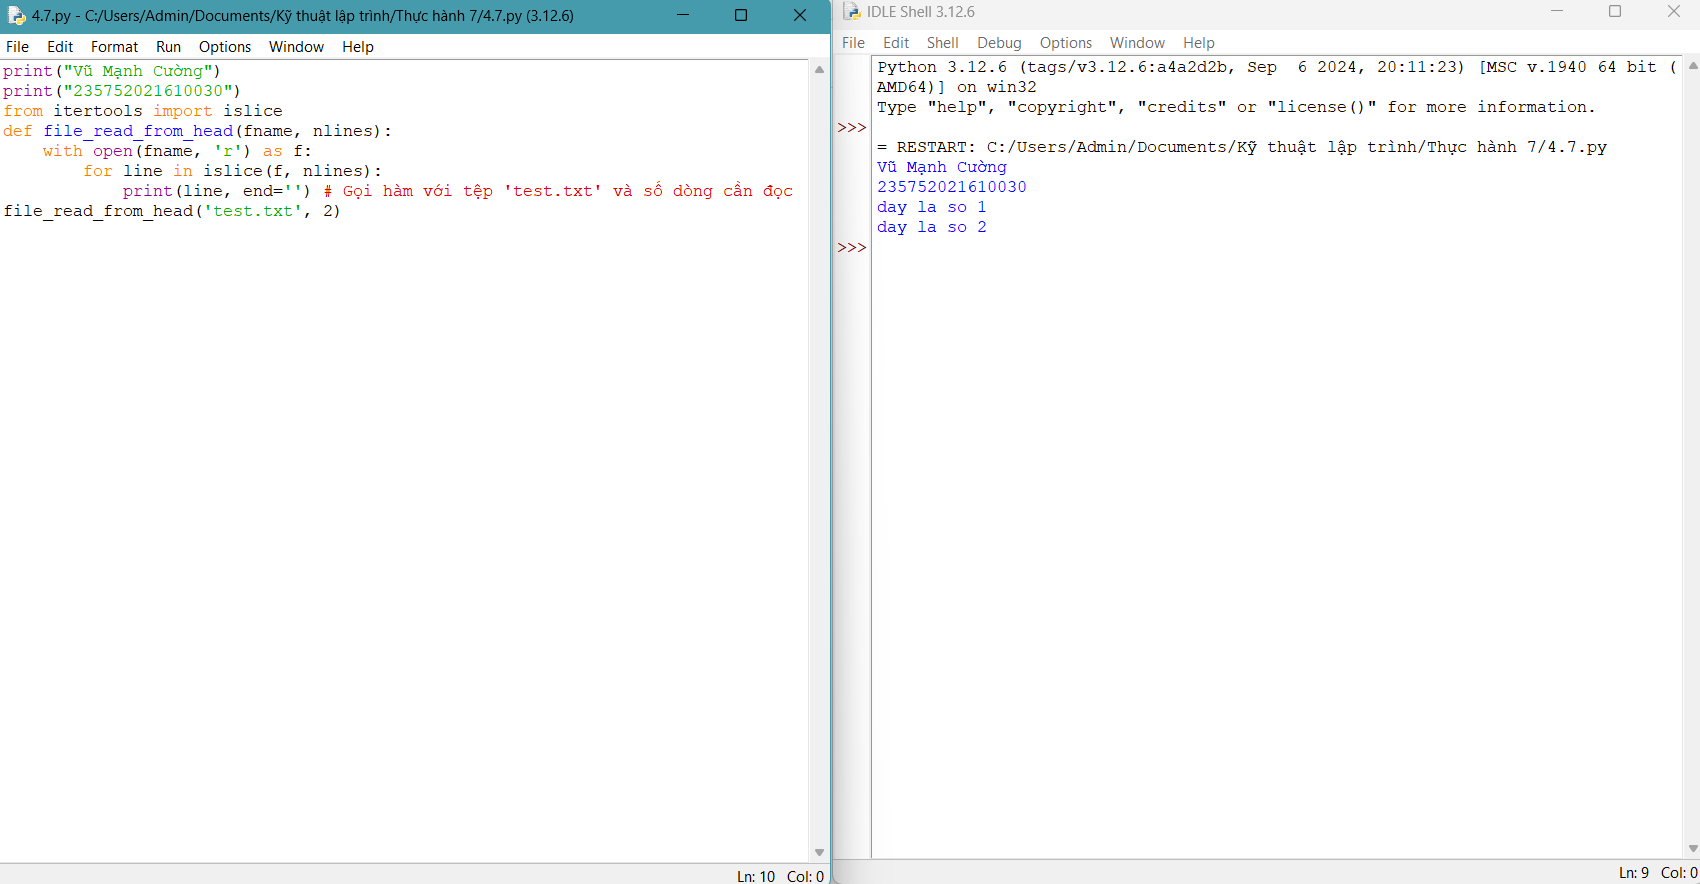 4.7.py - C:/Users/Admin/Documents/Kỹ thuật lập trình/Thực hành 7/4.7.py (3.12.6)
File Edit Format Run Options Window Help
print("Vũ Mạnh Cường")
print("235752021610030")
from itertools import islice
def file_read_from_head(fname, nlines):
    with open(fname, 'r') as f:
        for line in islice(f, nlines):
            print(line, end='') # Gọi hàm với tệp 'test.txt' và số dòng cần đọc
file_read_from_head('test.txt', 2)
Ln: 10 Col: 0
IDLE Shell 3.12.6
File Edit Shell Debug Options Window Help
Python 3.12.6 (tags/v3.12.6:a4a2d2b, Sep  6 2024, 20:11:23) [MSC v.1940 64 bit (
AMD64)] on win32
Type "help", "copyright", "credits" or "license()" for more information.
>>>
= RESTART: C:/Users/Admin/Documents/Kỹ thuật lập trình/Thực hành 7/4.7.py
Vũ Mạnh Cường
235752021610030
day la so 1
day la so 2
>>>
Ln: 9 Col: 0